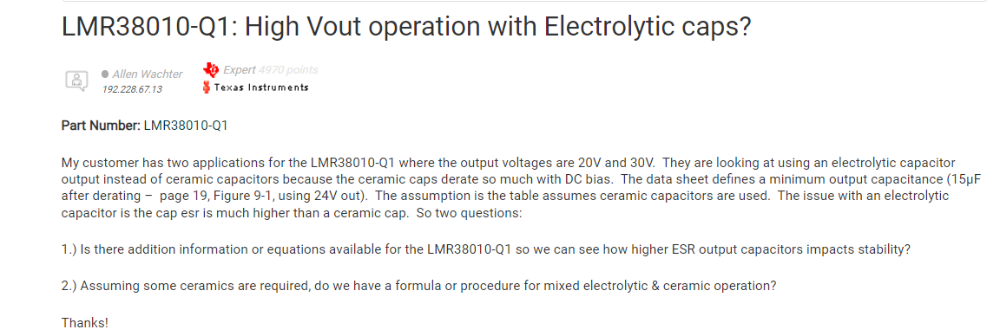 LMR38010-Q1: High Vout operation with Electrolytic caps?
Allen Wachter
Expert 4970 points
192.228.67.13
Texas Instruments
Part Number: LMR38010-Q1
My customer has two applications for the LMR38010-Q1 where the output voltages are 20V and 30V.  They are looking at using an electrolytic capacitor
output instead of ceramic capacitors because the ceramic caps derate so much with DC bias.  The data sheet defines a minimum output capacitance (15µF
after derating –  page 19, Figure 9-1, using 24V out).  The assumption is the table assumes ceramic capacitors are used.  The issue with an electrolytic
capacitor is the cap esr is much higher than a ceramic cap.  So two questions:
1.) Is there addition information or equations available for the LMR38010-Q1 so we can see how higher ESR output capacitors impacts stability?
2.) Assuming some ceramics are required, do we have a formula or procedure for mixed electrolytic & ceramic operation?
Thanks!